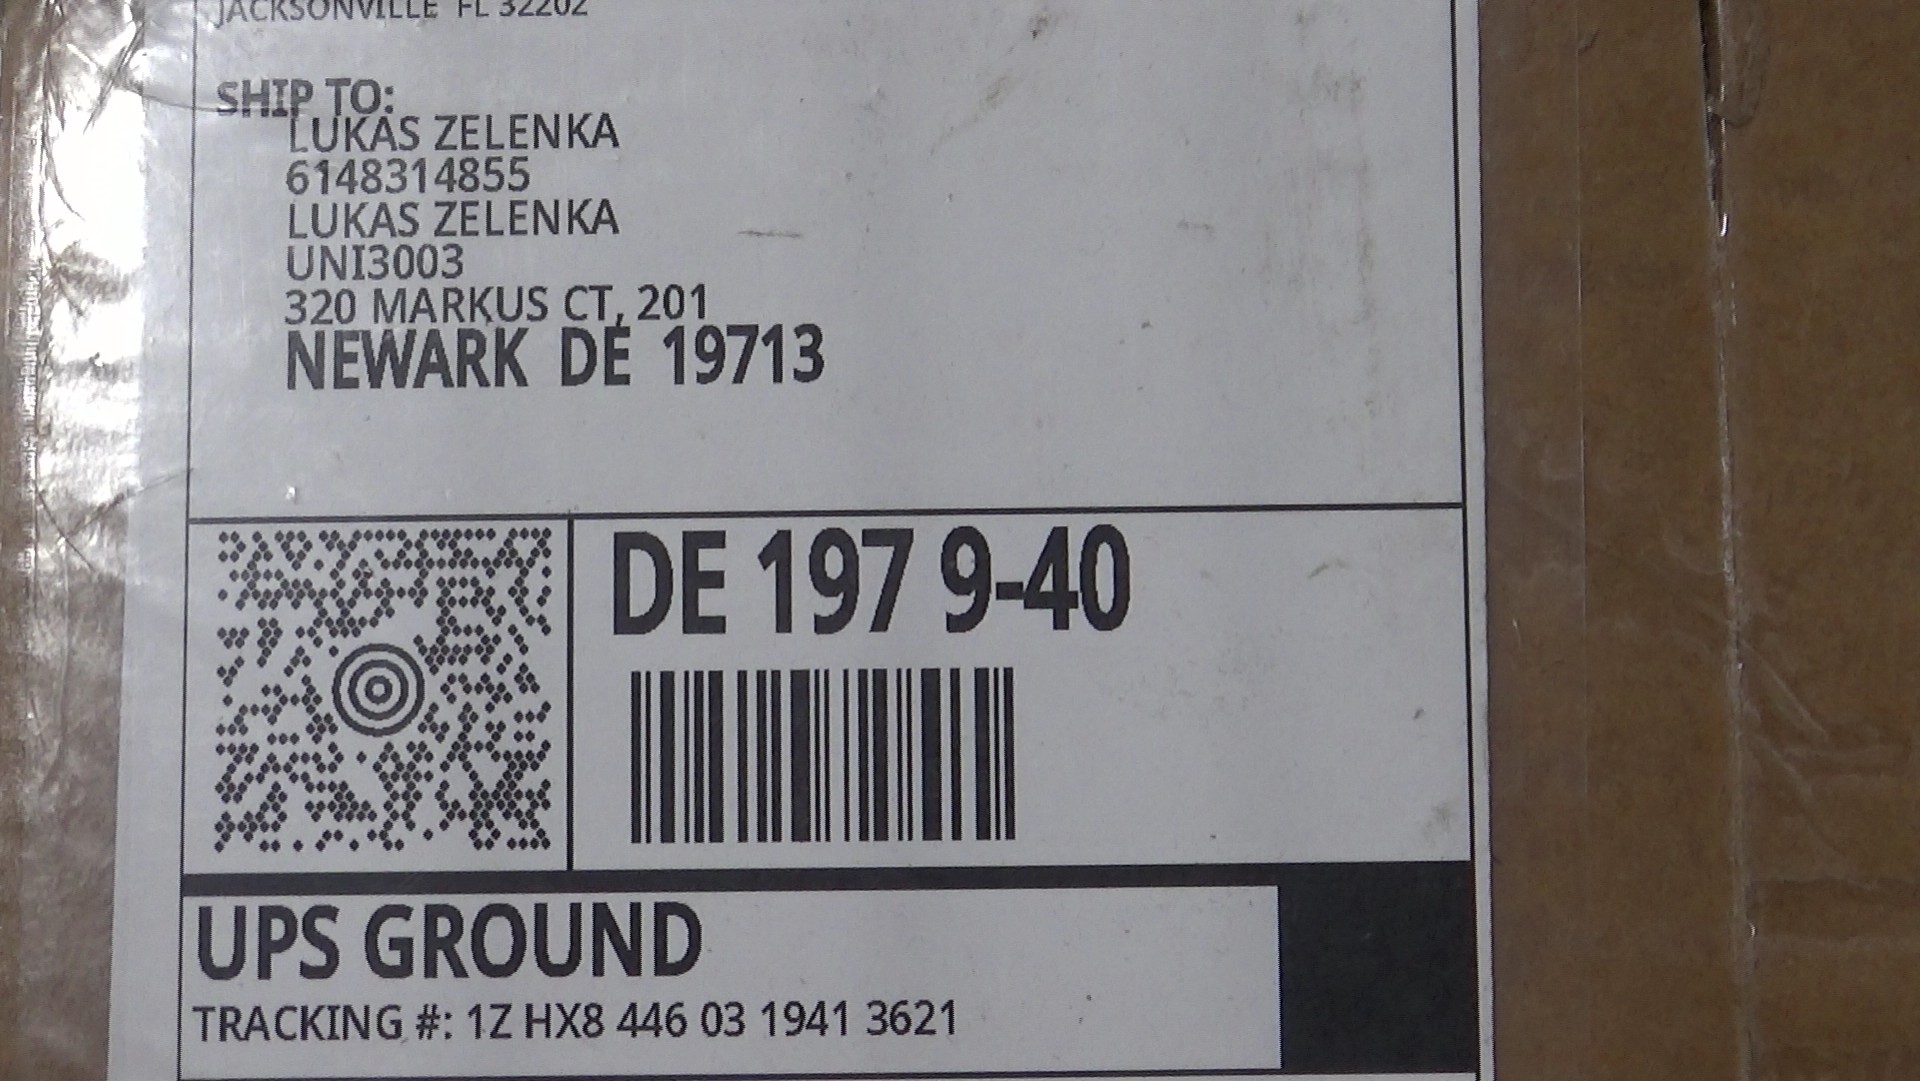 JACKSONVILLE FL 32202
SHIP TO:
LUKAS ZELENKA
6148314855
LUKAS ZELENKA
UNI3003
320 MARKUS CT, 201
NEWARK DE 19713
DE 197 9-40
UPS GROUND
TRACKING #: 1Z HX8 446 03 1941 3621